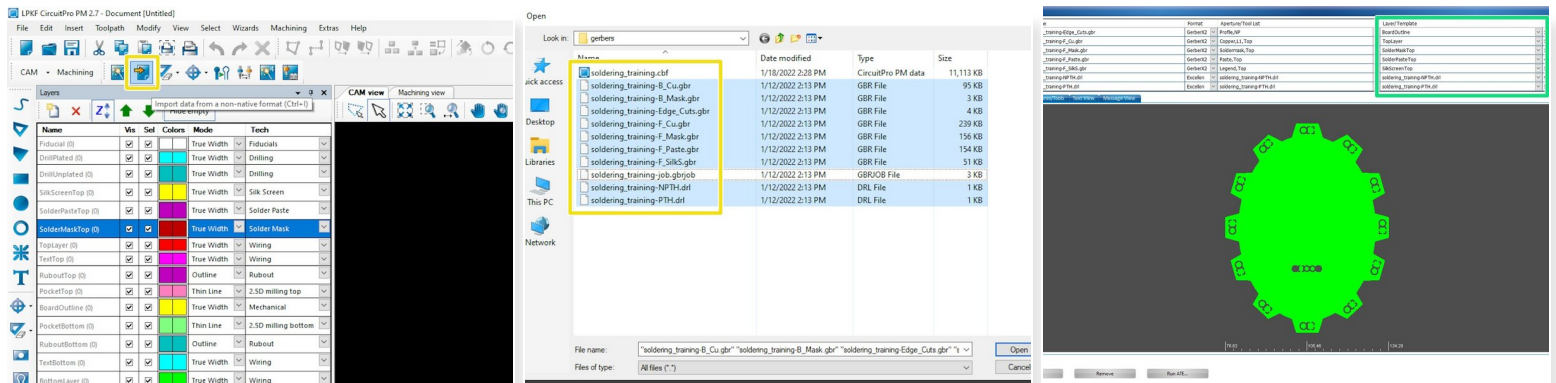 LPKF CircuitPro PM 2.7 - Document [Untitled]
File Edit Insert Toolpath Modify View Select Wizards Machining Extras Help
CAM - Machining
Layers
Import data from a non-native format (Ctrl+I)
Hide empty
CAM view Machining view
Name Vis Sel Colors Mode Tech
Fiducial (0) True Width Fiducials
DrillPlated (0) True Width Drilling
DrillUnplated (0) True Width Drilling
SilkScreenTop (0) True Width Silk Screen
SolderPasteTop (0) True Width Solder Paste
SolderMaskTop (0) True Width Solder Mask
TopLayer (0) True Width Wiring
TextTop (0) True Width Wiring
RuboutTop (0) Outline Rubout
PocketTop (0) Thin Line 2.5D milling top
BoardOutline (0) True Width Mechanical
PocketBottom (0) Thin Line 2.5D milling bottom
RuboutBottom (0) Outline Rubout
TextBottom (0) True Width Wiring
BottomLayer (0) True Width Wiring
Open
Look in: gerbers
Name Date modified Type Size
soldering_training.cbf 1/18/2022 2:28 PM CircuitPro PM data 11,113 KB
soldering_training-B_Cu.gbr 1/12/2022 2:13 PM GBR File 95 KB
soldering_training-B_Mask.gbr 1/12/2022 2:13 PM GBR File 3 KB
soldering_training-Edge_Cuts.gbr 1/12/2022 2:13 PM GBR File 4 KB
soldering_training-F_Cu.gbr 1/12/2022 2:13 PM GBR File 239 KB
soldering_training-F_Mask.gbr 1/12/2022 2:13 PM GBR File 156 KB
soldering_training-F_Paste.gbr 1/12/2022 2:13 PM GBR File 154 KB
soldering_training-F_SilkS.gbr 1/12/2022 2:13 PM GBR File 51 KB
soldering_training-job.gbrjob 1/12/2022 2:13 PM GBRJOB File 3 KB
soldering_training-NPTH.drl 1/12/2022 2:13 PM DRL File 1 KB
soldering_training-PTH.drl 1/12/2022 2:13 PM DRL File 1 KB
uick access
Desktop
Libraries
This PC
Network
File name: "soldering_training-B_Cu.gbr" "soldering_training-B_Mask.gbr" "soldering_training-Edge_Cuts.gbr" "s Open
Files of type: All files (*.*) Cancel
Format Aperture/Tool List Layer/Template
_training-Edge_Cuts.gbr GerberX2 Profile,NP BoardOutline
_training-F_Cu.gbr GerberX2 Copper,L1,Top TopLayer
_training-F_Mask.gbr GerberX2 Soldermask,Top SolderMaskTop
_training-F_Paste.gbr GerberX2 Paste,Top SolderPasteTop
_training-F_SilkS.gbr GerberX2 Legend,Top SilkScreenTop
_training-NPTH.drl Excellon soldering_training-NPTH.drl soldering_training-NPTH.drl
_training-PTH.drl Excellon soldering_training-PTH.drl soldering_training-PTH.drl
Text View Message View
Remove Run ATE...